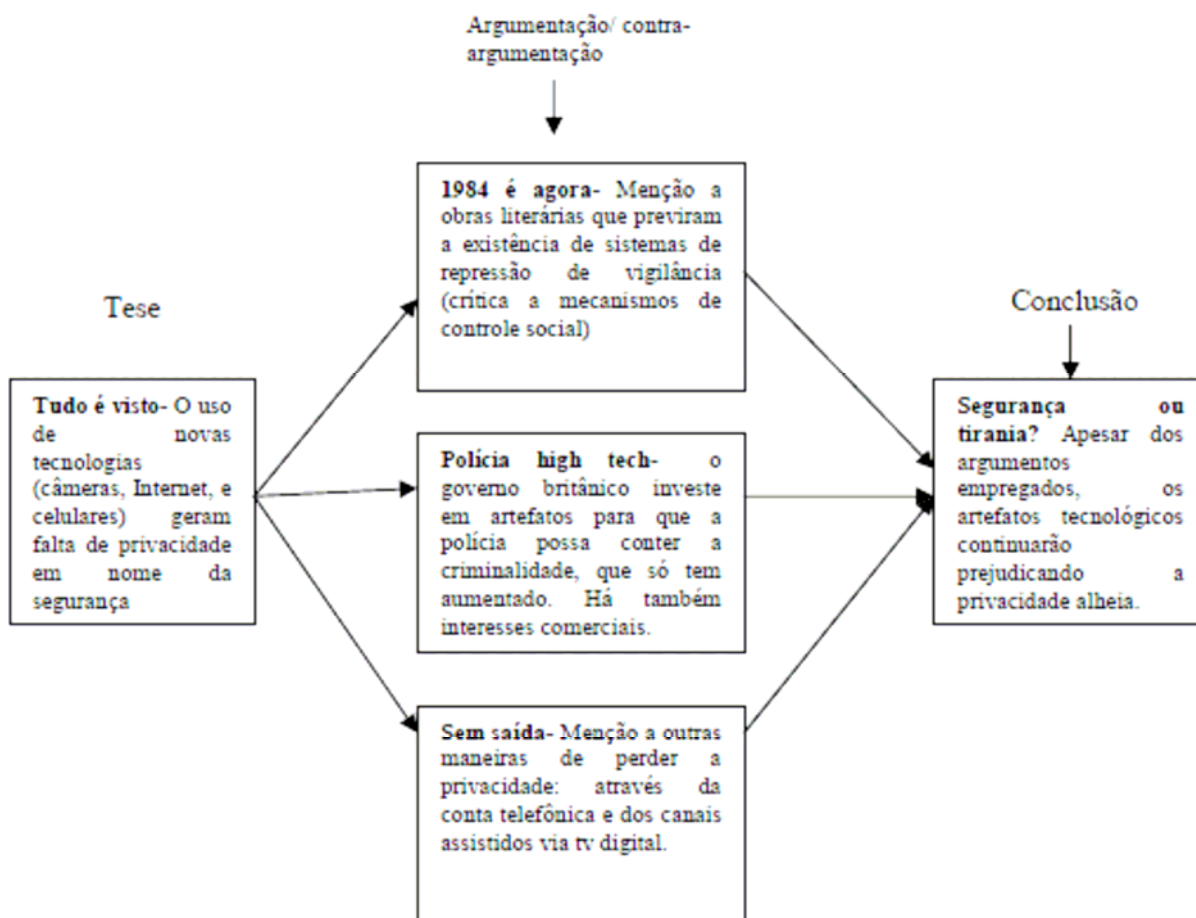 Argumentação/ contra-
argumentação
Tese
Tudo é visto- O uso
de novas
tecnologias
(câmeras, Internet, e
celulares) geram
falta de privacidade
em nome da
segurança
1984 é agora- Menção a
obras literárias que previram
a existência de sistemas de
repressão de vigilância
(crítica a mecanismos de
controle social)
Polícia high tech- o
governo britânico investe
em artefatos para que a
polícia possa conter a
criminalidade, que só tem
aumentado. Há também
interesses comerciais.
Sem saída- Menção a outras
maneiras de perder a
privacidade: através da
conta telefônica e dos canais
assistidos via tv digital.
Conclusão
Segurança ou
tirania? Apesar dos
argumentos
empregados, os
artefatos tecnológicos
continuarão
prejudicando a
privacidade alheia.